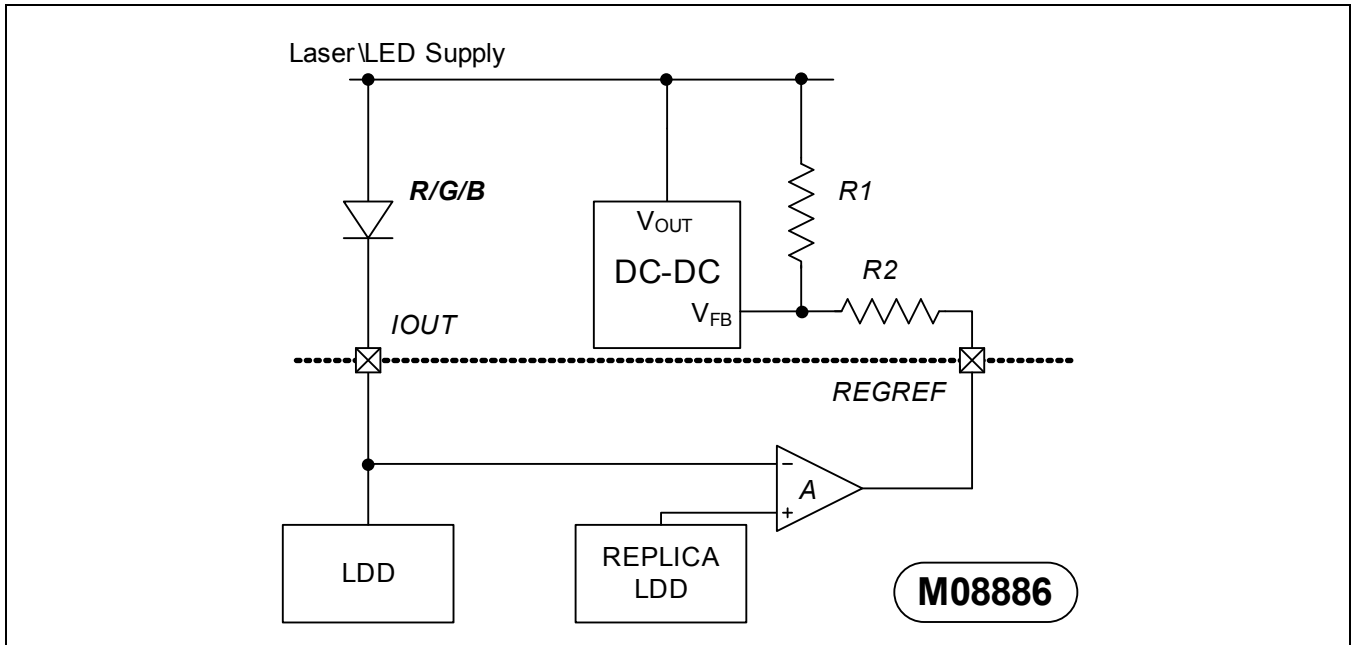 Laser\LED Supply
R/G/B
R1
VOUT
DC-DC
R2
VFB
IOUT
REGREF
−
A
+
LDD
REPLICA
LDD
M08886